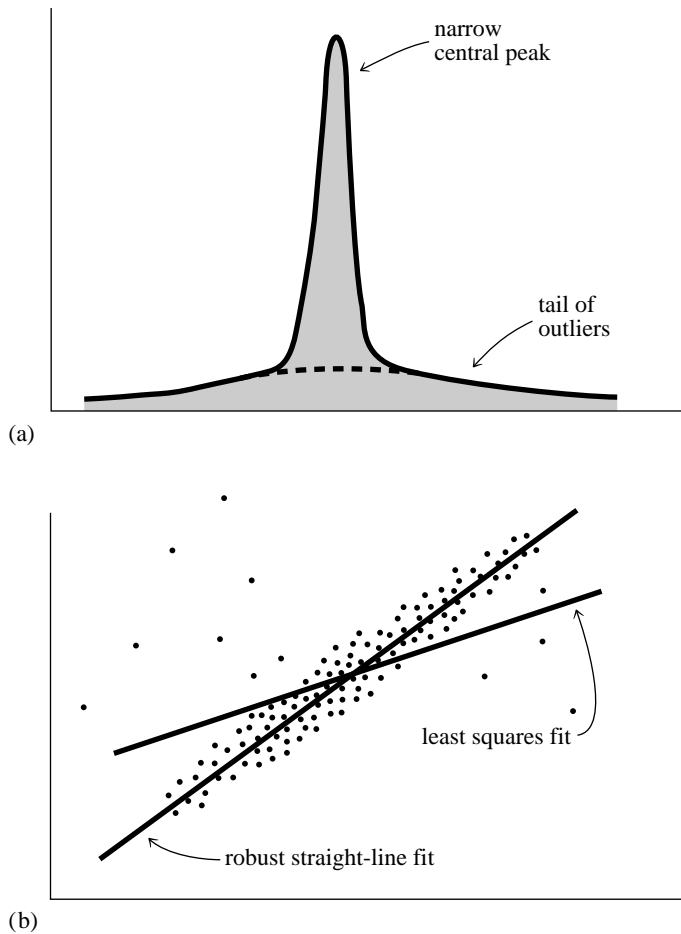 narrow
central peak
tail of
outliers
(a)
least squares fit
robust straight-line fit
(b)